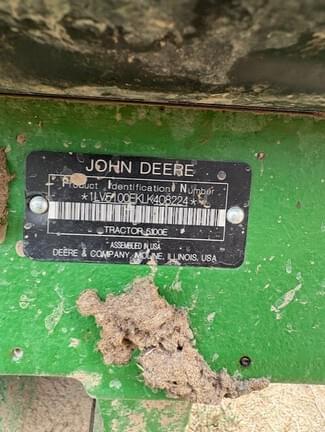 JOHN DEERE
Product Identification Number
*1LV5100EKLK408224*
TRACTOR 5100E
ASSEMBLED IN USA
DEERE & COMPANY MOLINE, ILLINOIS, USA